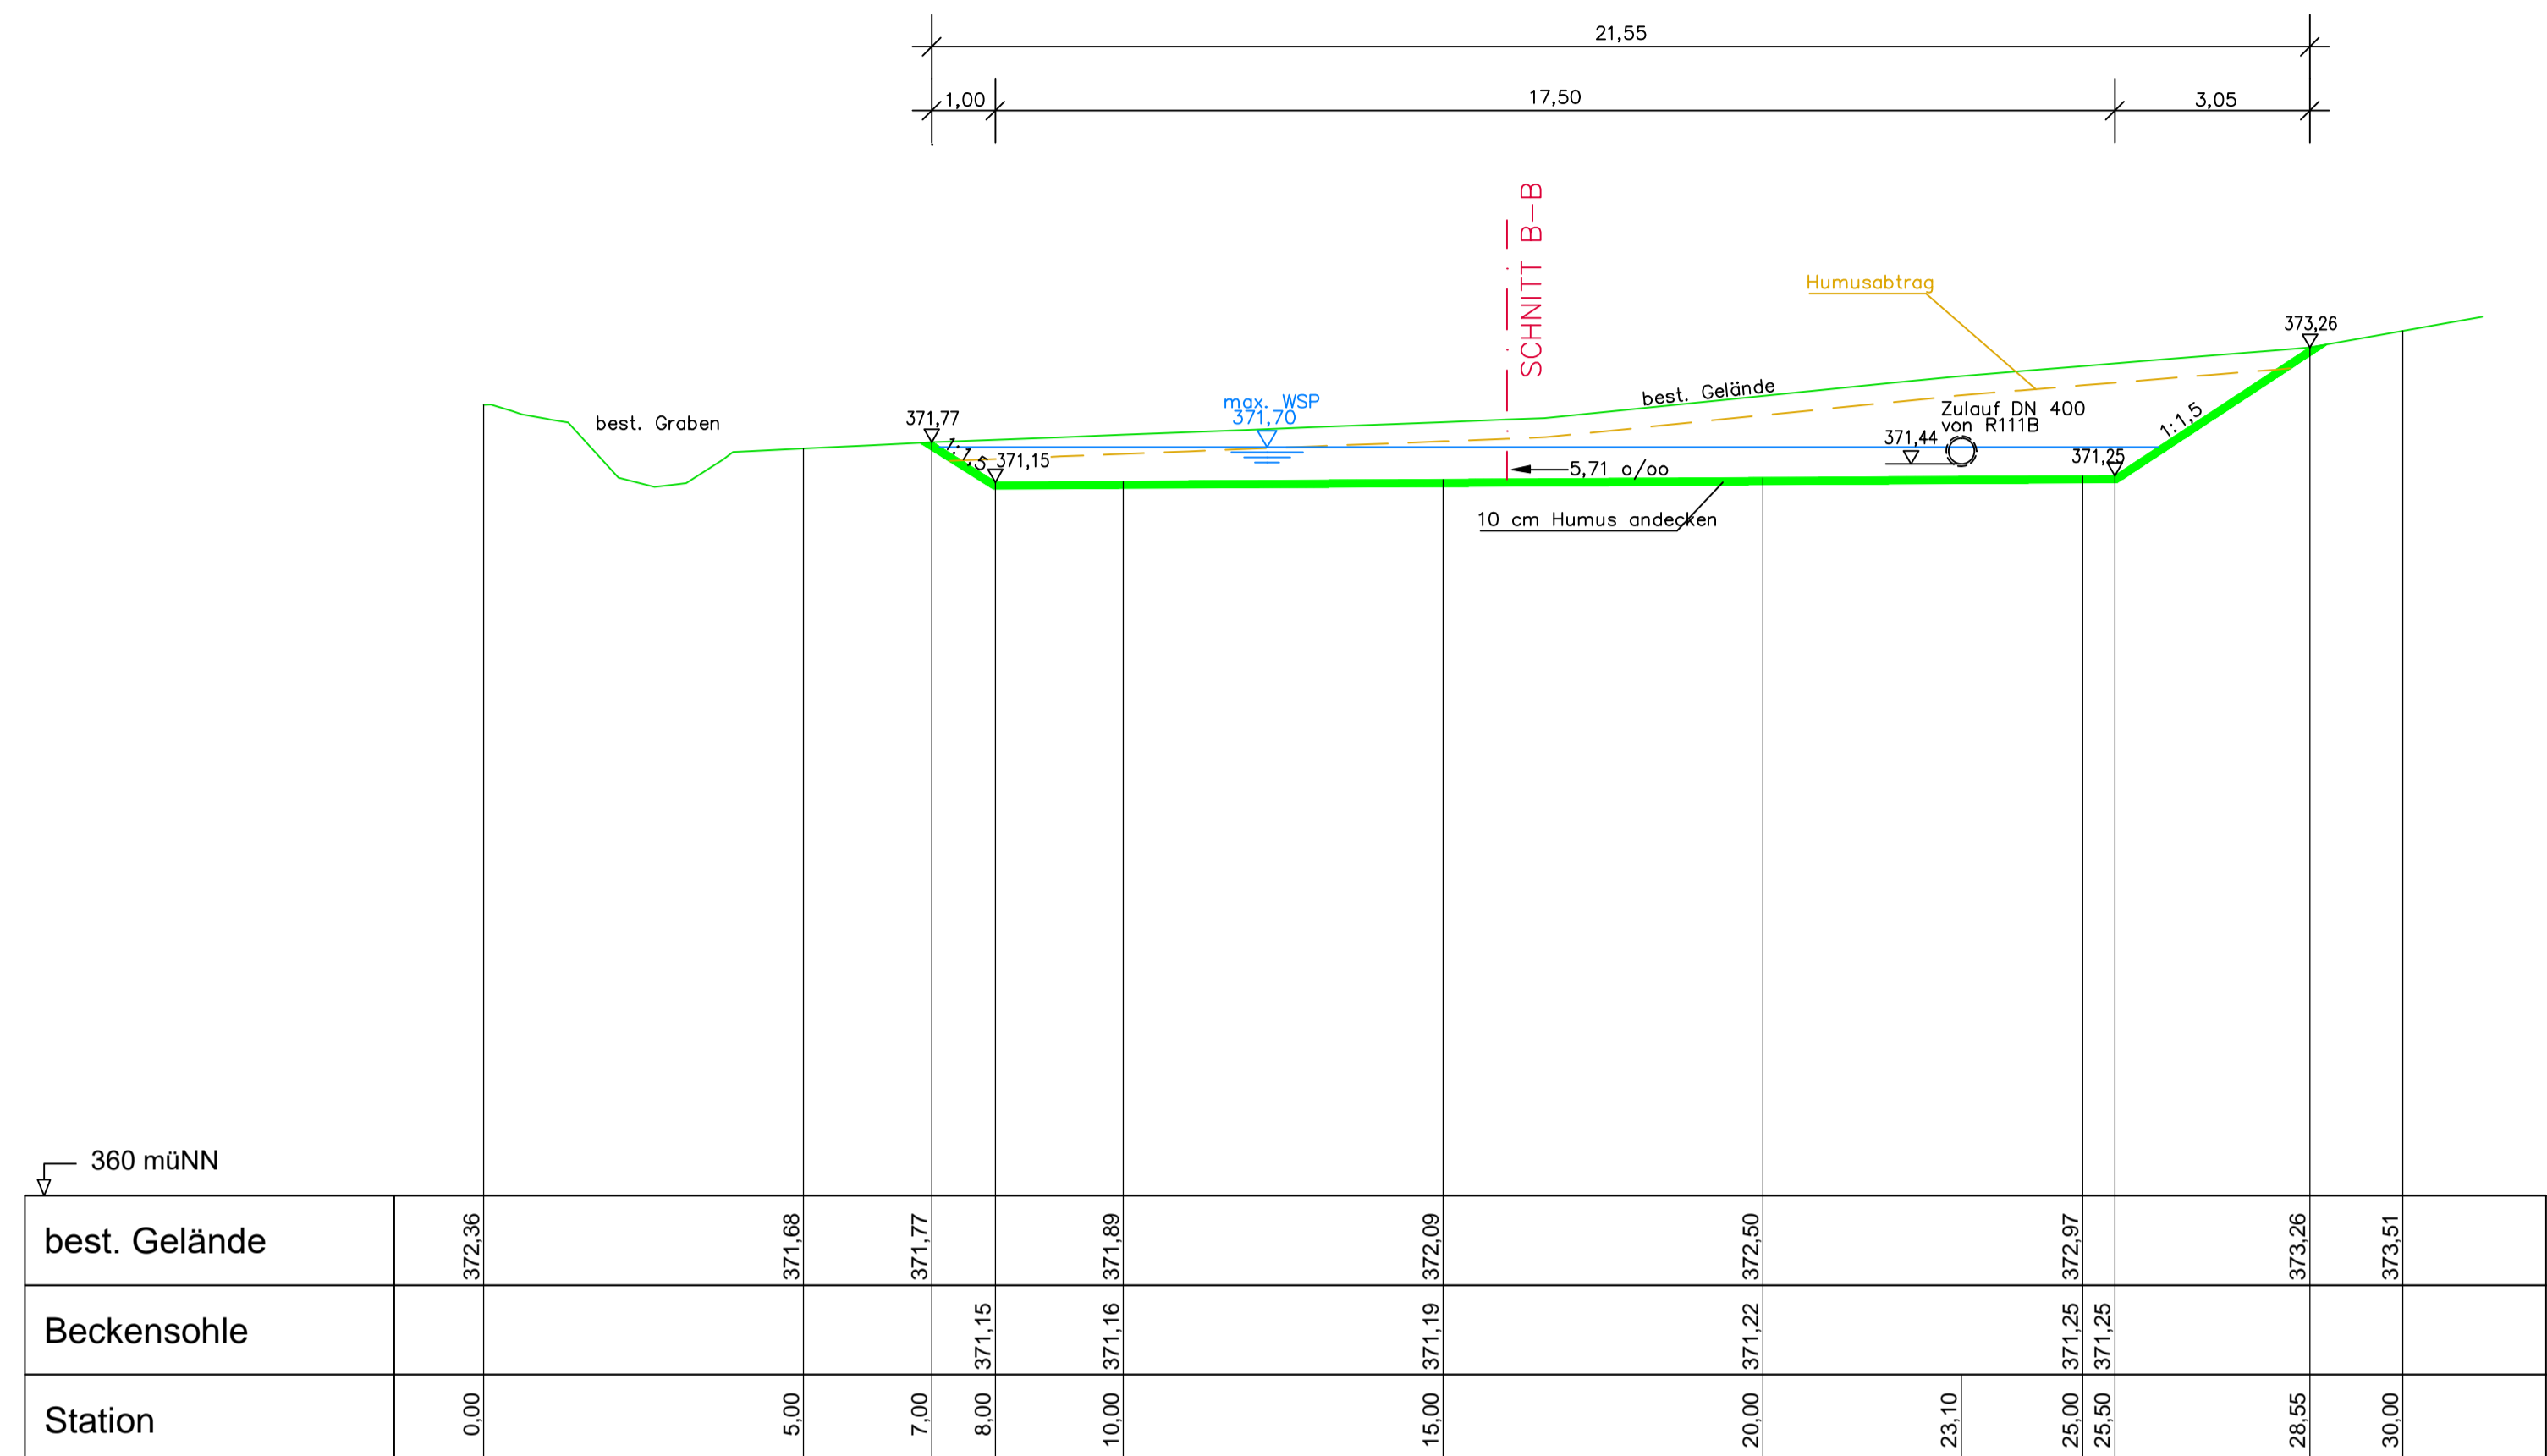 21,55
1,00
17,50
3,05
SCHNITT B-B
Humusabtrag
373,26
best. Gelände
max. WSP
371,70
371,77
best. Graben
Zulauf DN 400
von R111B
371,44
1:1,5
1:1,5
371,15
371,25
5,71 o/oo
10 cm Humus andecken
360 müNN
best. Gelände 372,36 371,68 371,77 371,89 372,09 372,50 372,97 373,26 373,51
Beckensohle 371,15 371,16 371,19 371,22 371,25 371,25
Station 0,00 5,00 7,00 8,00 10,00 15,00 20,00 23,10 25,00 25,50 28,55 30,00